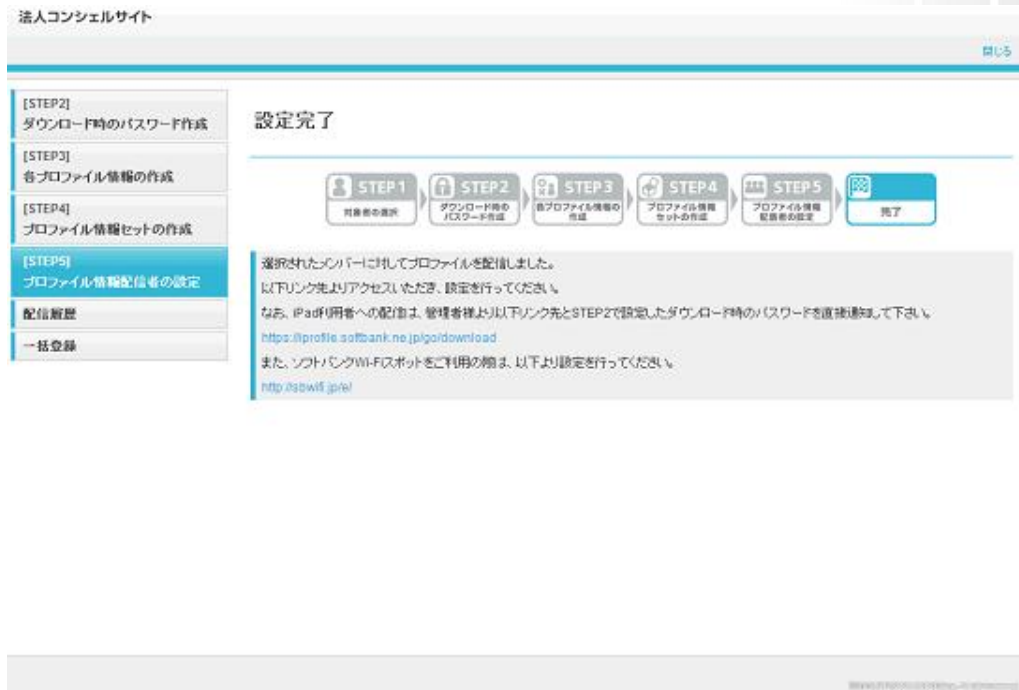 法人コンシェルサイト
閉じる
[STEP2]
ダウンロード時のパスワード作成
[STEP3]
各プロファイル情報の作成
[STEP4]
プロファイル情報セットの作成
[STEP5]
プロファイル情報配信者の設定
配信履歴
一括登録
設定完了
STEP1
対象者の選択
STEP2
ダウンロード時の
パスワード作成
STEP3
各プロファイル情報の
作成
STEP4
プロファイル情報
セットの作成
STEP5
プロファイル情報
配信者の設定
完了
選択されたメンバーに対してプロファイルを配信しました。
以下リンク先よりアクセスいただき、設定を行ってください。
なお、iPad利用者への配信は、管理者様より以下リンク先とSTEP2で設定したダウンロード時のパスワードを直接通知して下さい。
https://iprofile.softbank.ne.jp/go/download
また、ソフトバンクWi-Fiスポットをご利用の際は、以下より設定を行ってください。
http://sbwifi.jp/e/